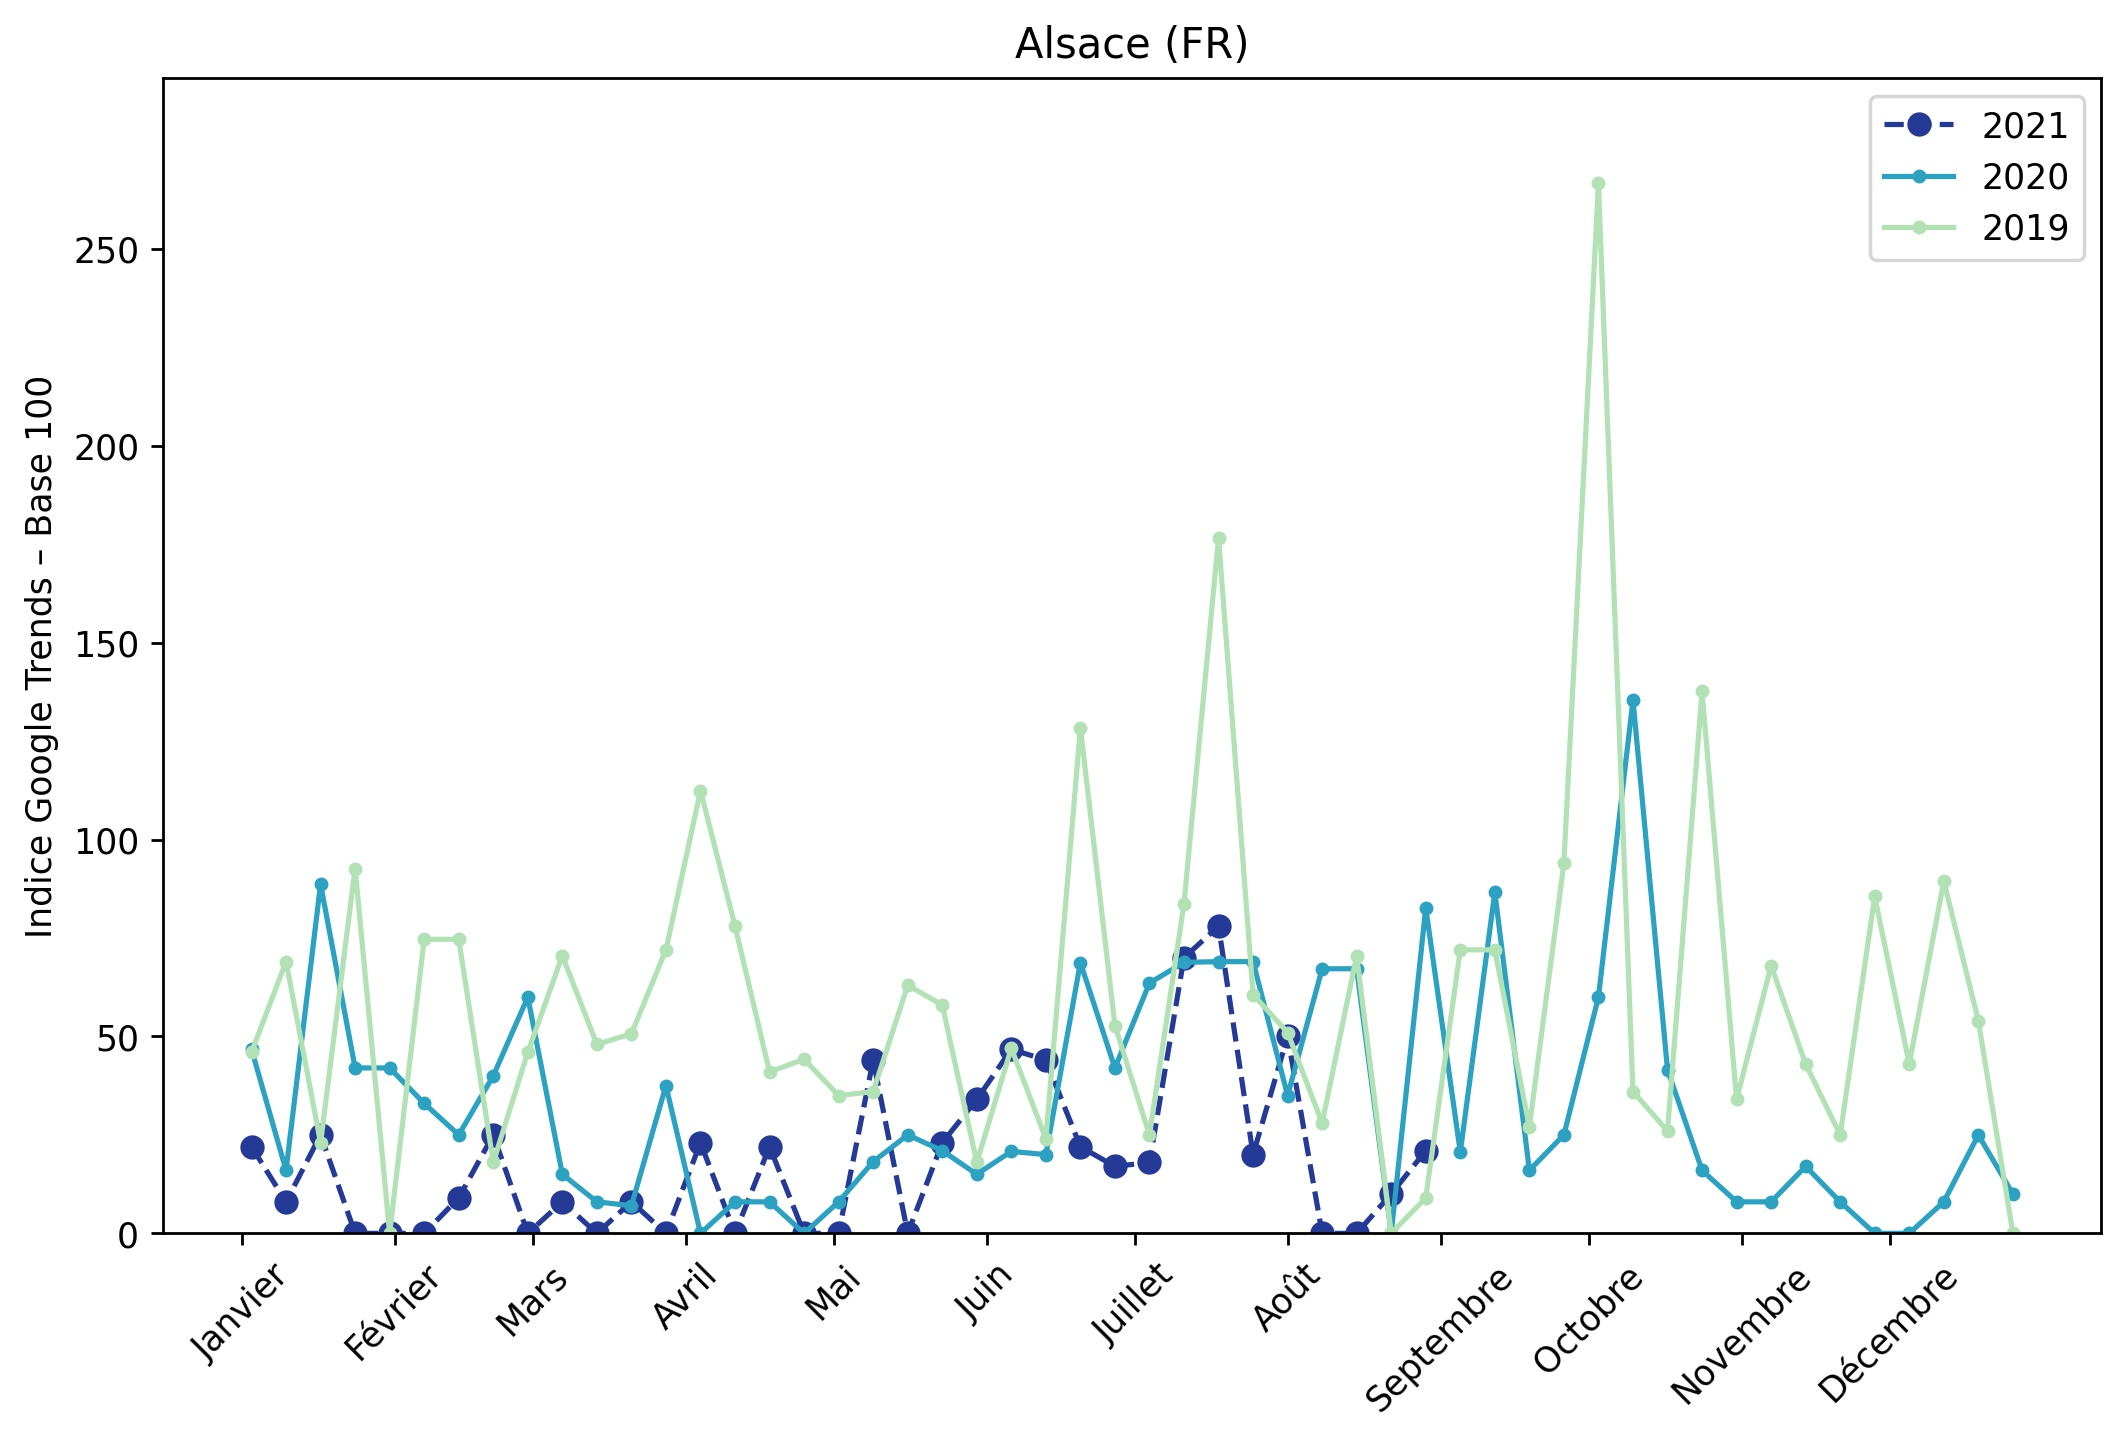 Alsace (FR)
Indice Google Trends – Base 100
250
200
150
100
50
0
2021
2020
2019
Janvier
Février
Mars
Avril
Mai
Juin
Juillet
Août
Septembre
Octobre
Novembre
Décembre